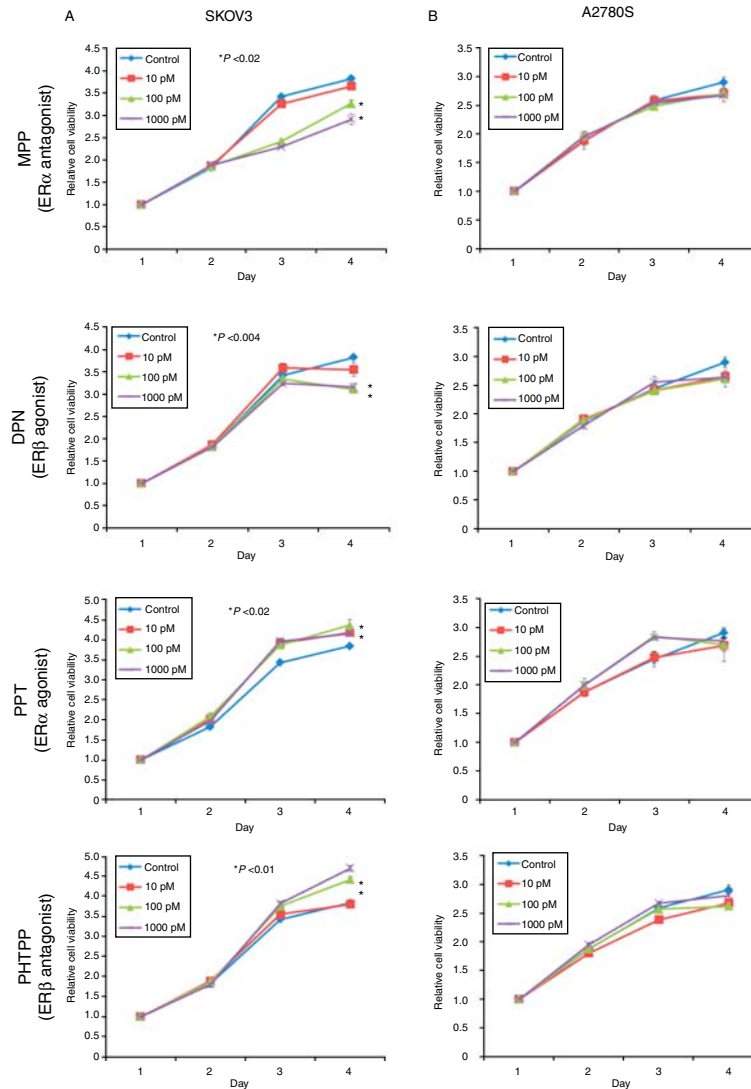 A SKOV3 B A2780S
MPP
(ERα antagonist)
Relative cell viability
4.5
4.0
3.5
3.0
2.5
2.0
1.5
1.0
0.5
0
Control
10 pM
100 pM
1000 pM
*P <0.02
*
*
1 2 3 4
Day
Relative cell viability
3.5
3.0
2.5
2.0
1.5
1.0
0.5
0
Control
10 pM
100 pM
1000 pM
1 2 3 4
Day
DPN
(ERβ agonist)
Relative cell viability
4.5
4.0
3.5
3.0
2.5
2.0
1.5
1.0
0.5
0
Control
10 pM
100 pM
1000 pM
*P <0.004
*
*
1 2 3 4
Day
Relative cell viability
3.5
3.0
2.5
2.0
1.5
1.0
0.5
0
Control
10 pM
100 pM
1000 pM
1 2 3 4
Day
PPT
(ERα agonist)
Relative cell viability
5.0
4.5
4.0
3.5
3.0
2.5
2.0
1.5
1.0
0.5
0
Control
10 pM
100 pM
1000 pM
*P <0.02
*
*
1 2 3 4
Day
Relative cell viability
3.5
3.0
2.5
2.0
1.5
1.0
0.5
0
Control
10 pM
100 pM
1000 pM
1 2 3 4
Day
PHTPP
(ERβ antagonist)
Relative cell viability
5.0
4.5
4.0
3.5
3.0
2.5
2.0
1.5
1.0
0.5
0
Control
10 pM
100 pM
1000 pM
*P <0.01
*
*
1 2 3 4
Day
Relative cell viability
3.5
3.0
2.5
2.0
1.5
1.0
0.5
0
Control
10 pM
100 pM
1000 pM
1 2 3 4
Day